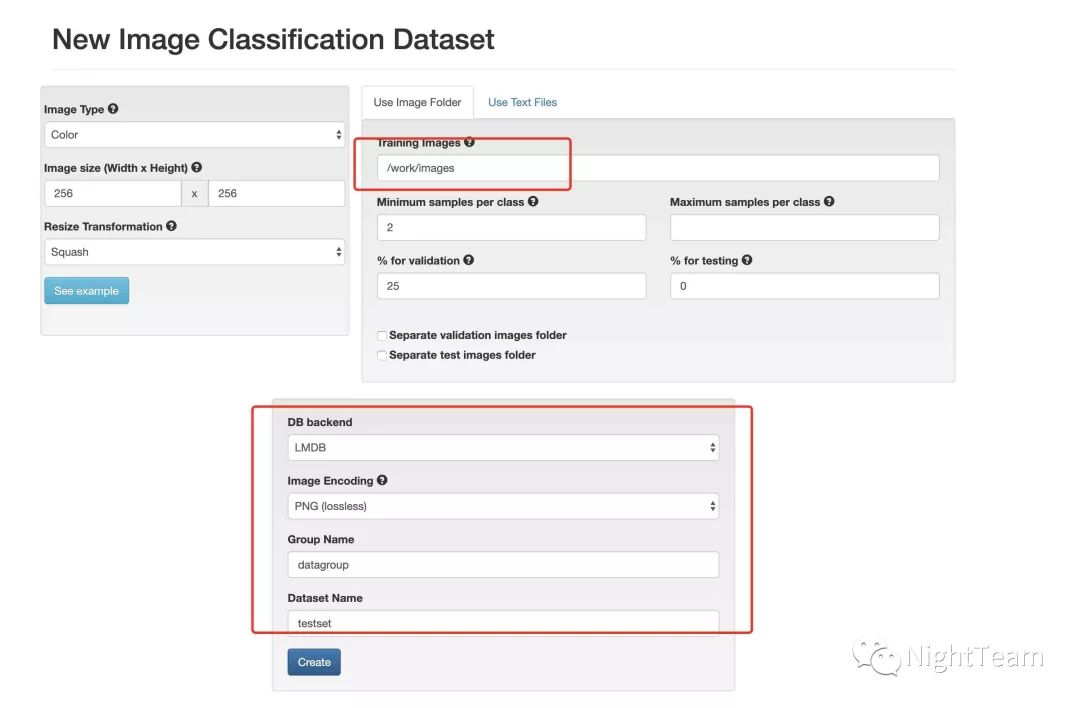 New Image Classification Dataset
Image Type
Color
Image size (Width x Height)
256 x 256
Resize Transformation
Squash
See example
Use Image Folder Use Text Files
Training Images
/work/images
Minimum samples per class Maximum samples per class
2
% for validation % for testing
25 0
Separate validation images folder
Separate test images folder
DB backend
LMDB
Image Encoding
PNG (lossless)
Group Name
datagroup
Dataset Name
testset
Create
NightTeam